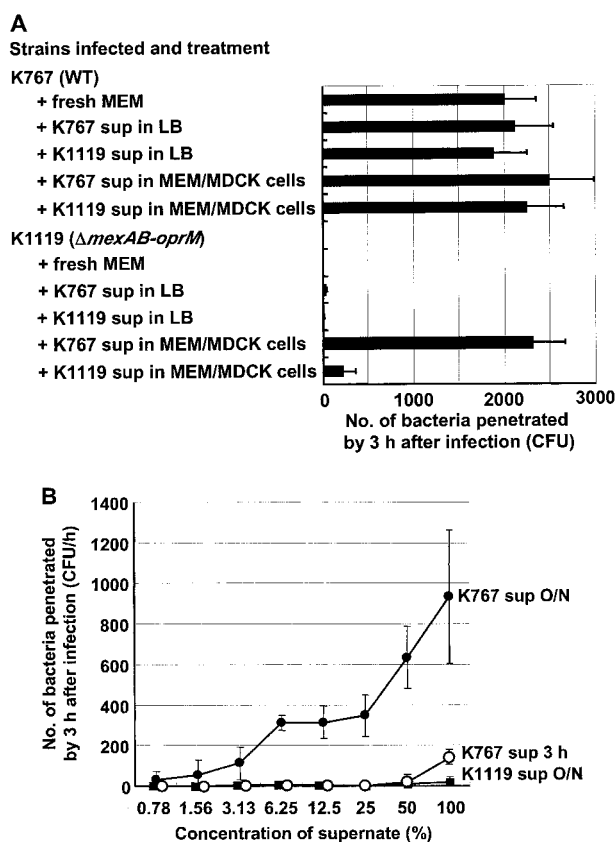 A
Strains infected and treatment
K767 (WT)
+ fresh MEM
+ K767 sup in LB
+ K1119 sup in LB
+ K767 sup in MEM/MDCK cells
+ K1119 sup in MEM/MDCK cells
K1119 (ΔmexAB-oprM)
+ fresh MEM
+ K767 sup in LB
+ K1119 sup in LB
+ K767 sup in MEM/MDCK cells
+ K1119 sup in MEM/MDCK cells
0 1000 2000 3000
No. of bacteria penetrated
by 3 h after infection (CFU)
B
No. of bacteria penetrated
by 3 h after infection (CFU/h)
1400
1200
1000
800
600
400
200
0
K767 sup O/N
K767 sup 3 h
K1119 sup O/N
0.78 1.56 3.13 6.25 12.5 25 50 100
Concentration of supernate (%)